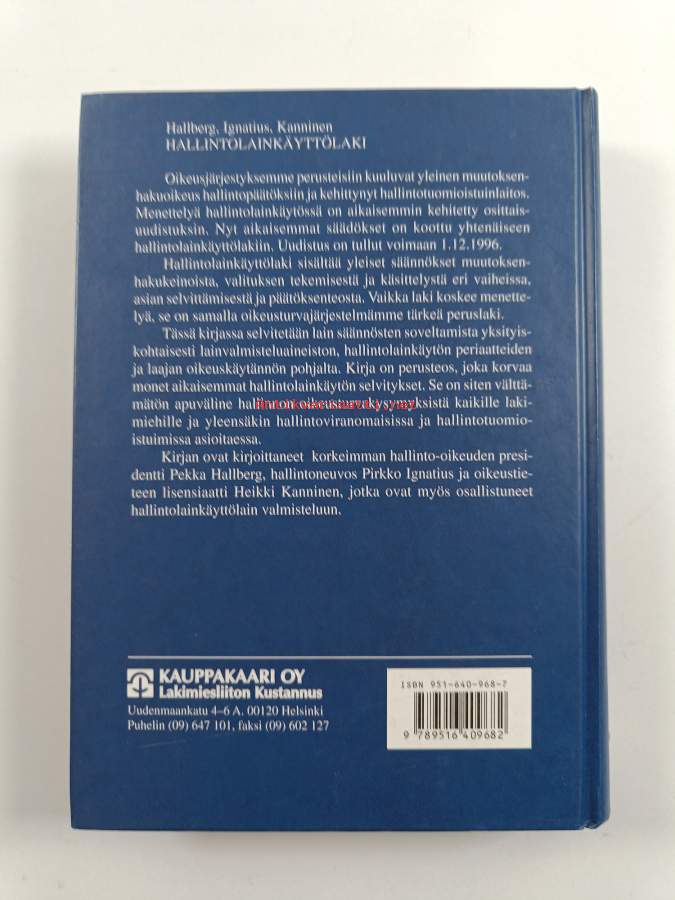 Hallberg, Ignatius, Kanninen
HALLINTOLAINKÄYTTÖLAKI
Oikeusjärjestyksemme perusteisiin kuuluvat yleinen muutoksen-
hakuoikeus hallintopäätöksiin ja kehittynyt hallintotuomioistuinlaitos.
Menettelyä hallintolainkäytössä on aikaisemmin kehitetty osittais-
uudistuksin. Nyt aikaisemmat säädökset on koottu yhtenäiseen
hallintolainkäyttölakiin. Uudistus on tullut voimaan 1.12.1996.
Hallintolainkäyttölaki sisältää yleiset säännökset muutoksen-
hakukeinoista, valituksen tekemisestä ja käsittelystä eri vaiheissa,
asian selvittämisestä ja päätöksenteosta. Vaikka laki koskee menette-
lyä, se on samalla oikeusturvajärjestelmämme tärkeä peruslaki.
Tässä kirjassa selvitetään lain säännösten soveltamista yksityis-
kohtaisesti lainvalmisteluaineiston, hallintolainkäytön periaatteiden
ja laajan oikeuskäytännön pohjalta. Kirja on perusteos, joka korvaa
monet aikaisemmat hallintolainkäytön selvitykset. Se on siten välttä-
mätön apuväline hallinnon oikeusturvakysymyksistä kaikille laki-
miehille ja yleensäkin hallintoviranomaisissa ja hallintotuomio-
istuimissa asioitaessa.
Kirjan ovat kirjoittaneet korkeimman hallinto-oikeuden presi-
dentti Pekka Hallberg, hallintoneuvos Pirkko Ignatius ja oikeustie-
teen lisensiaatti Heikki Kanninen, jotka ovat myös osallistuneet
hallintolainkäyttölain valmisteluun.
KAUPPAKAARI OY
Lakimiesliiton Kustannus
Uudenmaankatu 4–6 A. 00120 Helsinki
Puhelin (09) 647 101, faksi (09) 602 127
ISBN 951-640-968-7
9 789516 409682